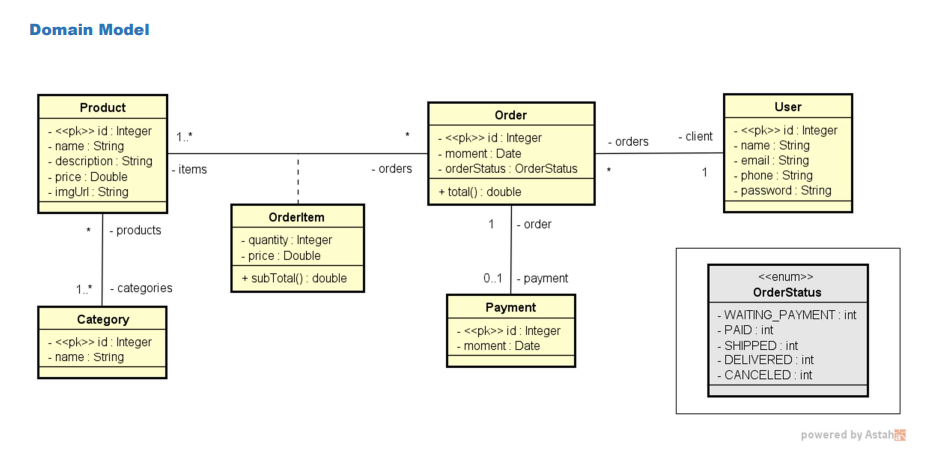 Domain Model
Product
- <<pk>> id : Integer
- name : String
- description : String
- price : Double
- imgUrl : String
1..*
- items
*
- orders
Order
- <<pk>> id : Integer
- moment : Date
- orderStatus : OrderStatus
+ total() : double
- orders
*
- client
1
User
- <<pk>> id : Integer
- name : String
- email : String
- phone : String
- password : String
OrderItem
- quantity : Integer
- price : Double
+ subTotal() : double
* - products
1..* - categories
Category
- <<pk>> id : Integer
- name : String
1 - order
0..1 - payment
Payment
- <<pk>> id : Integer
- moment : Date
<<enum>>
OrderStatus
- WAITING_PAYMENT : int
- PAID : int
- SHIPPED : int
- DELIVERED : int
- CANCELED : int
powered by Astah